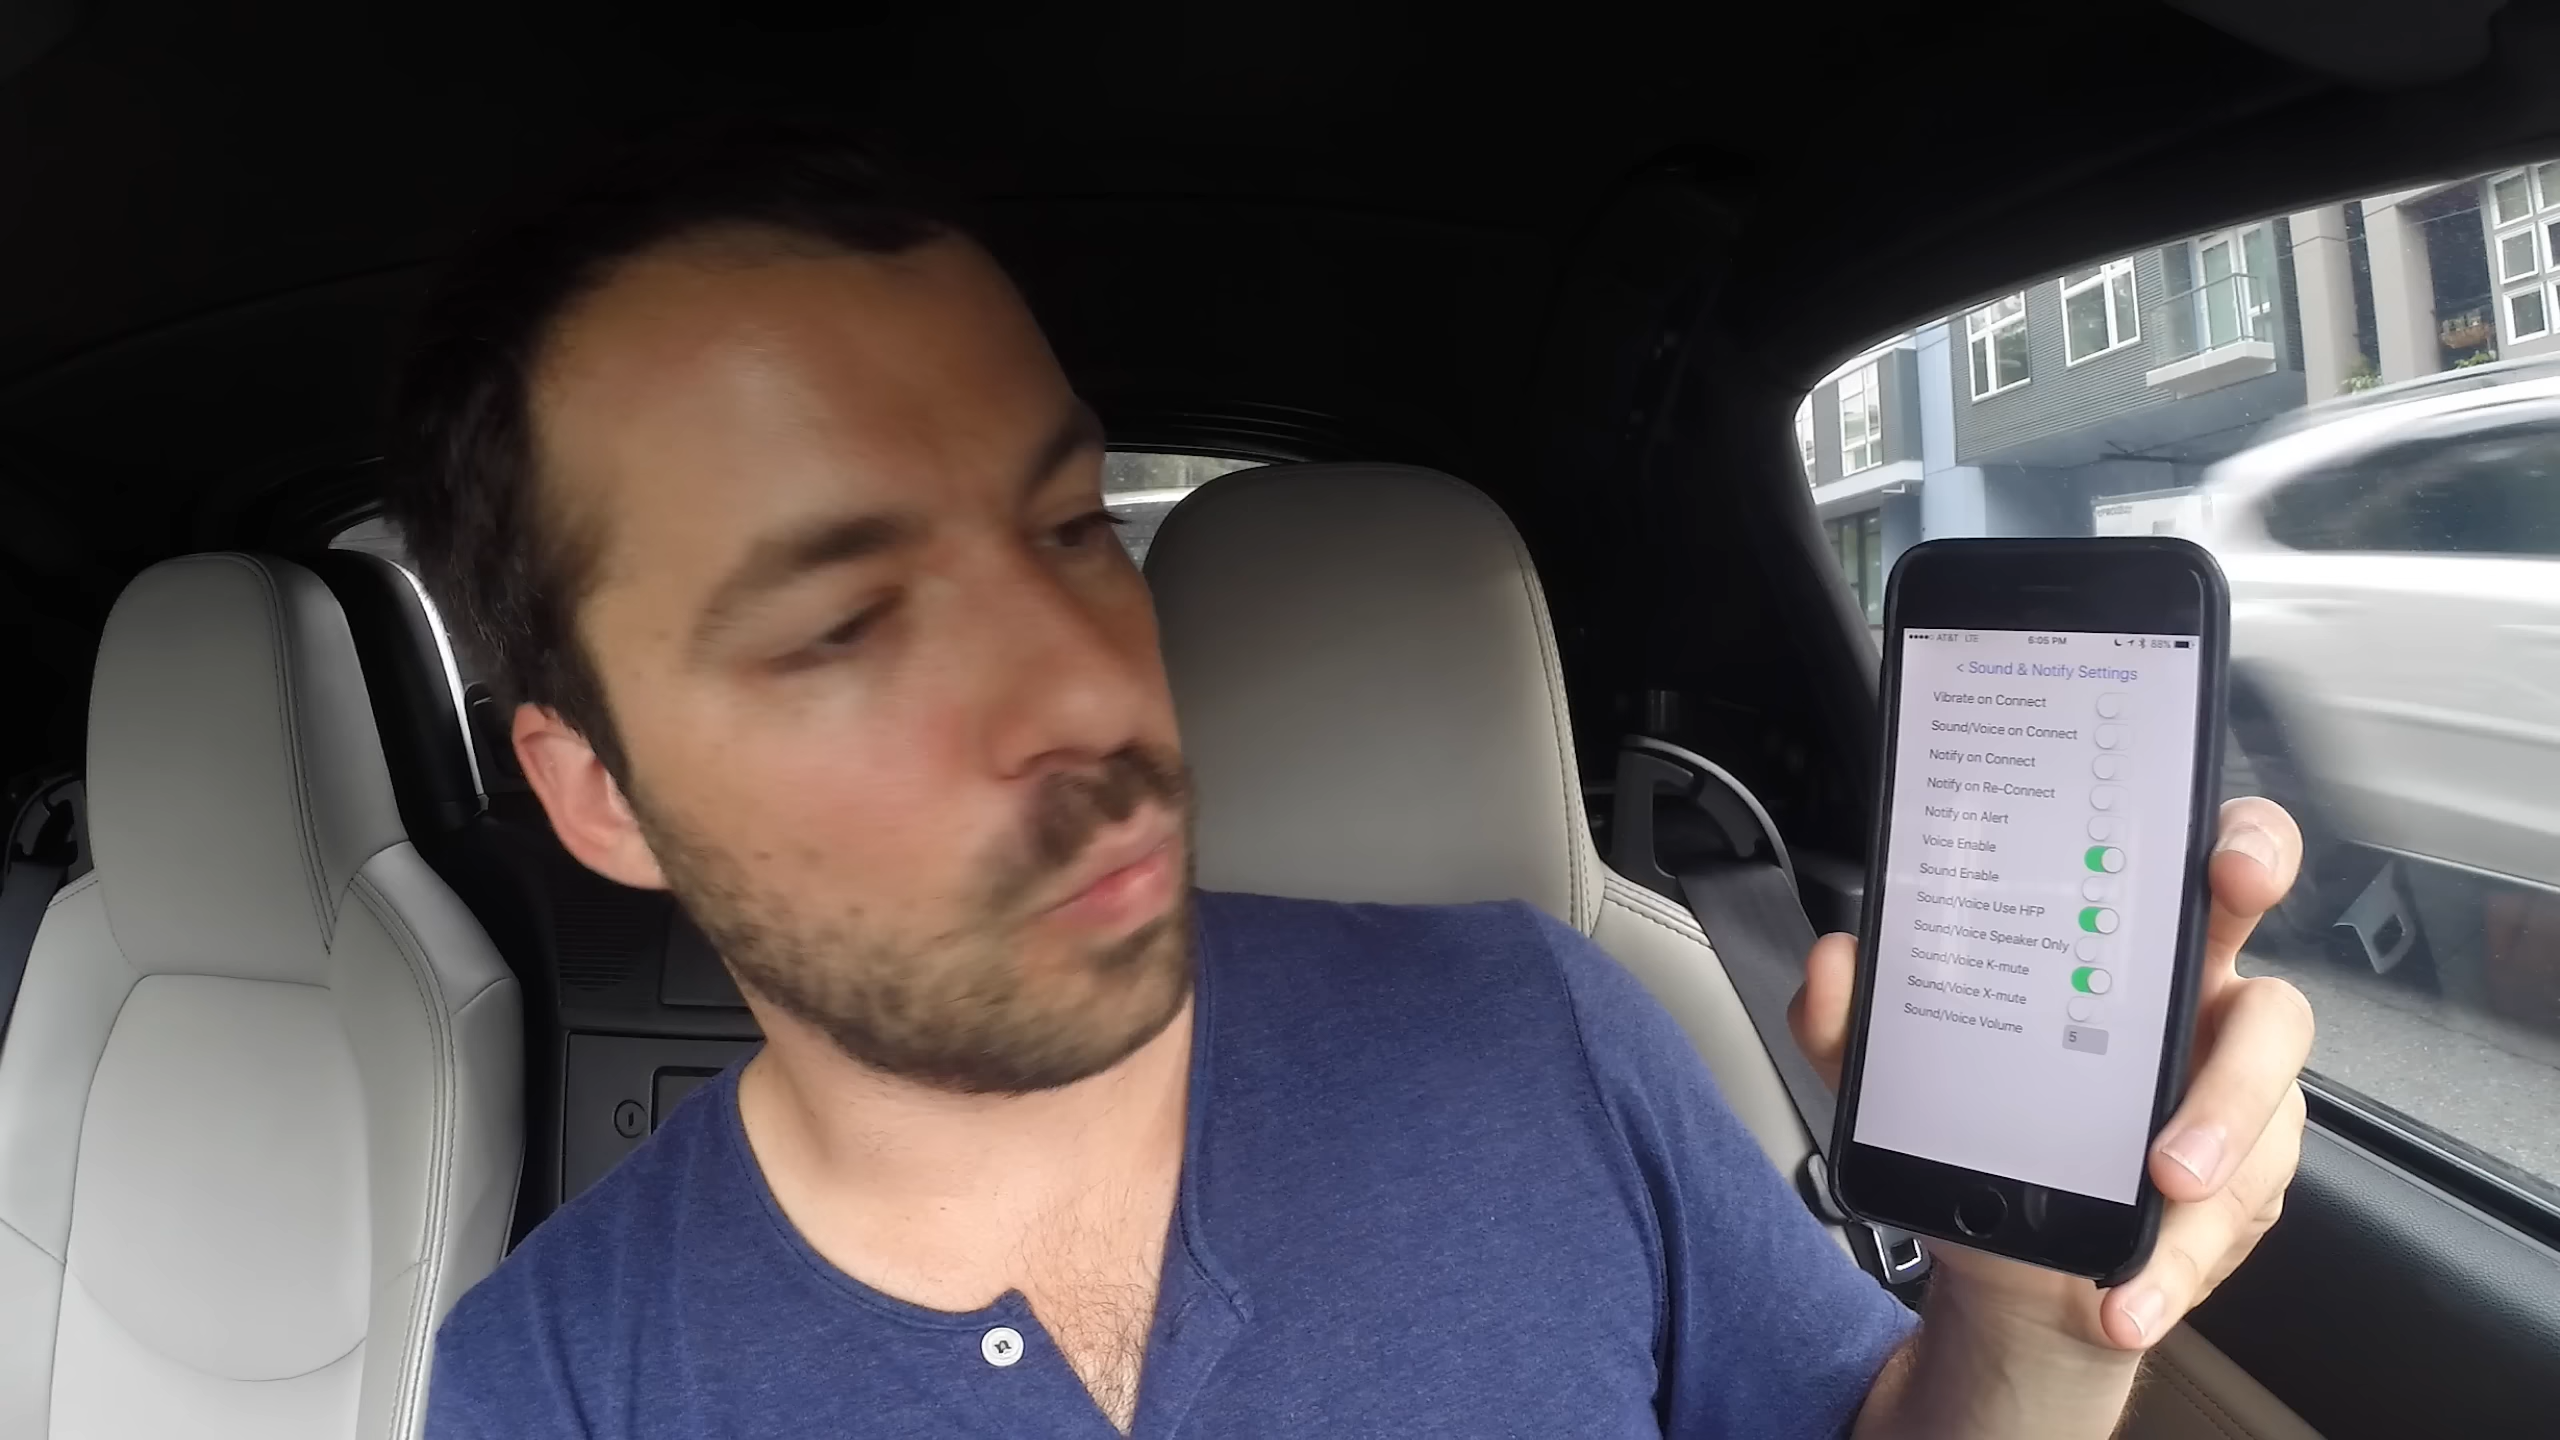 AT&T LTE 6:05 PM 88%
< Sound & Notify Settings
Vibrate on Connect
Sound/Voice on Connect
Notify on Connect
Notify on Re-Connect
Notify on Alert
Voice Enable
Sound Enable
Sound/Voice Use HFP
Sound/Voice Speaker Only
Sound/Voice K-mute
Sound/Voice X-mute
Sound/Voice Volume 5